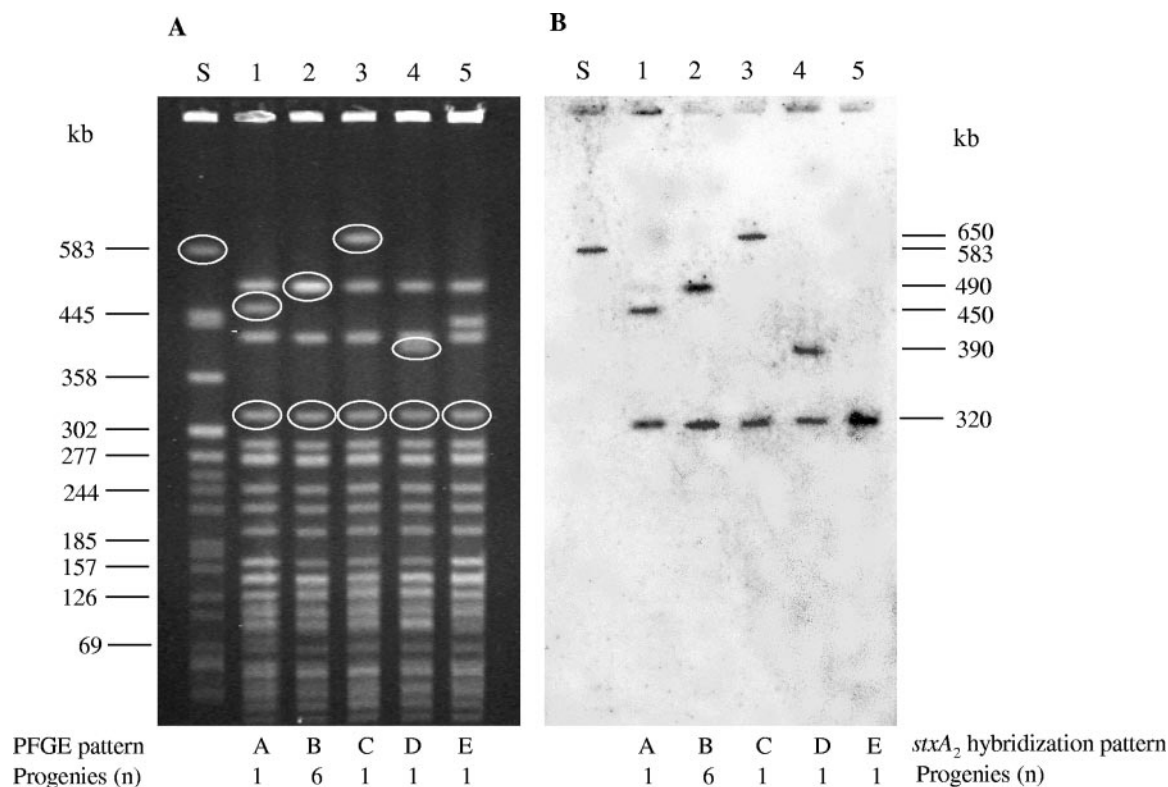 A
B
S 1 2 3 4 5
S 1 2 3 4 5
kb
kb
583
445
358
302
277
244
185
157
126
69
650
583
490
450
390
320
PFGE pattern A B C D E
Progenies (n) 1 6 1 1 1
A B C D E stxA2 hybridization pattern
1 6 1 1 1 Progenies (n)